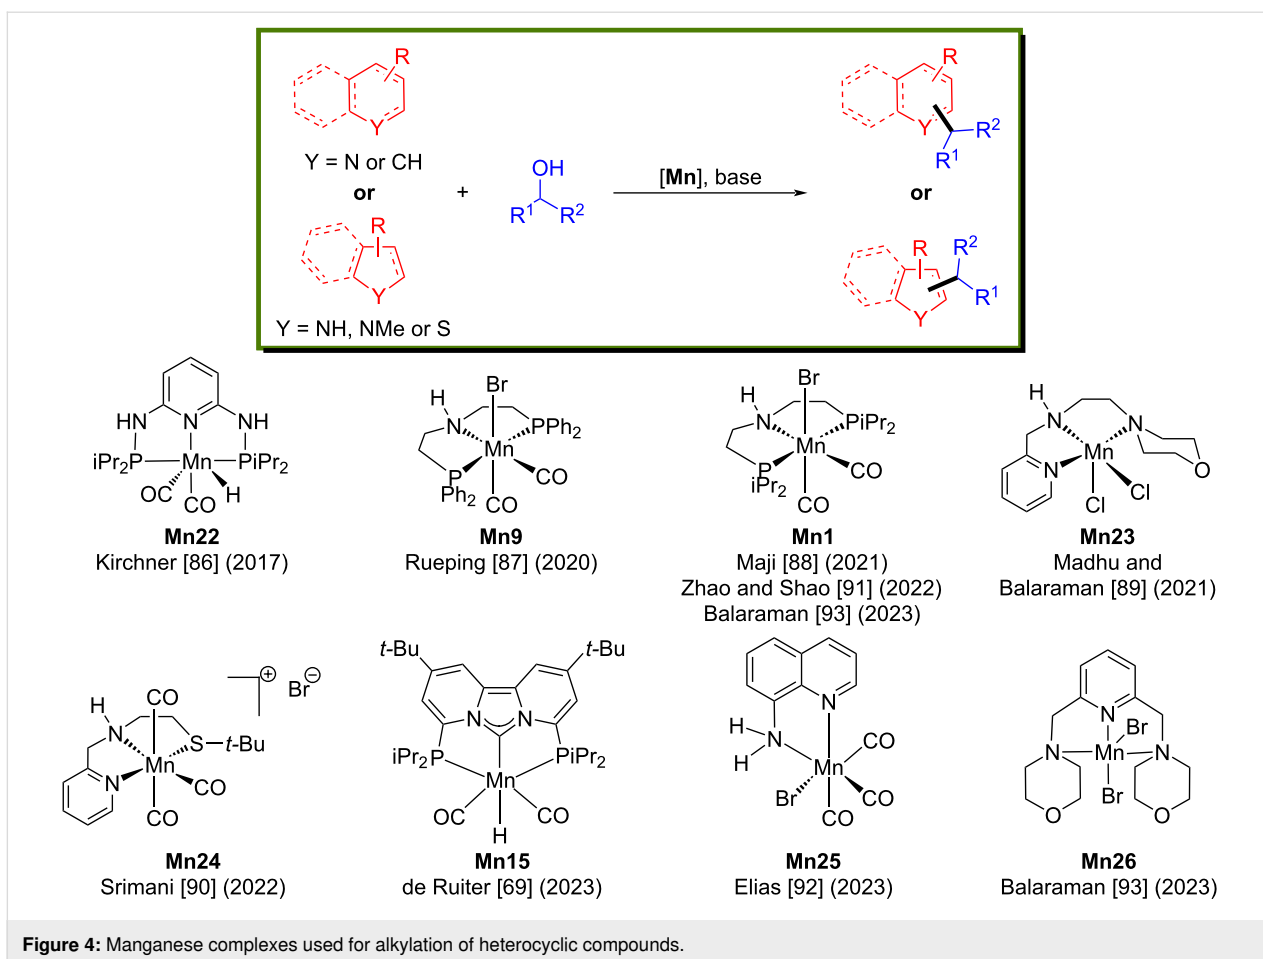 R
Y
Y = N or CH
or
R
Y
Y = NH, NMe or S
+
OH
R1 R2
[Mn], base
R
Y
R2
R1
or
R
R2
R1
Y
HN N NH
iPr2P Mn PiPr2
OC CO H
Mn22
Kirchner [86] (2017)
Br
H
N PPh2
Mn
P
Ph2
CO
CO
Mn9
Rueping [87] (2020)
Br
H
N PiPr2
Mn
P
iPr2
CO
CO
Mn1
Maji [88] (2021)
Zhao and Shao [91] (2022)
Balaraman [93] (2023)
H
N N
O
N Mn
Cl Cl
Mn23
Madhu and
Balaraman [89] (2021)
+ Br−
CO
H
N S t-Bu
Mn
N CO
CO
Mn24
Srimani [90] (2022)
t-Bu t-Bu
N N
iPr2P PiPr2
Mn
OC CO
H
Mn15
de Ruiter [69] (2023)
N
H
N
H
CO
Mn
Br CO
CO
Mn25
Elias [92] (2023)
N
Br
N Mn N
Br
O O
Mn26
Balaraman [93] (2023)
Figure 4: Manganese complexes used for alkylation of heterocyclic compounds.